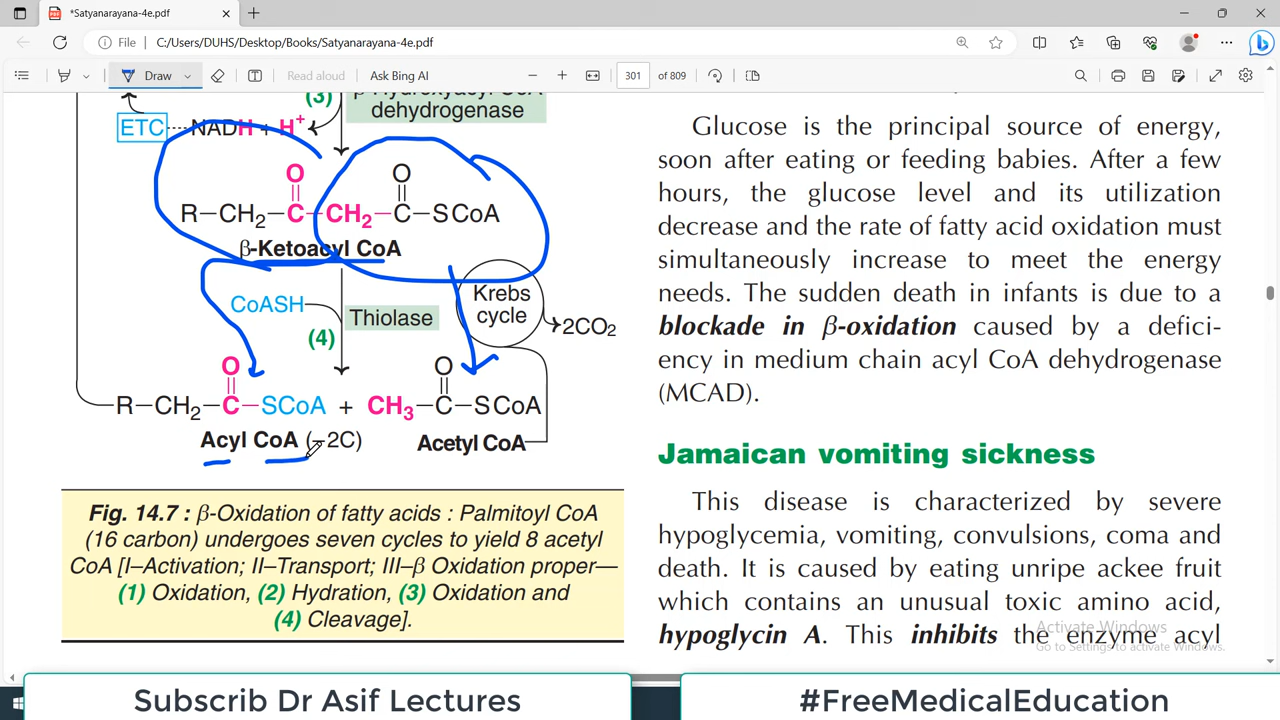 *Satyanarayana-4e.pdf
File C:/Users/DUHS/Desktop/Books/Satyanarayana-4e.pdf
Draw Read aloud Ask Bing AI 301 of 809
(3) β-Hydroxyacyl CoA
dehydrogenase
ETC NADH + H+
O O
R–CH2–C–CH2–C–SCoA
β-Ketoacyl CoA
CoASH
Thiolase
(4)
Krebs
cycle
2CO2
O O
R–CH2–C–SCoA + CH3–C–SCoA
Acyl CoA (–2C) Acetyl CoA
Fig. 14.7 : β-Oxidation of fatty acids : Palmitoyl CoA
(16 carbon) undergoes seven cycles to yield 8 acetyl
CoA [I–Activation; II–Transport; III–β Oxidation proper—
(1) Oxidation, (2) Hydration, (3) Oxidation and
(4) Cleavage].
Glucose is the principal source of energy,
soon after eating or feeding babies. After a few
hours, the glucose level and its utilization
decrease and the rate of fatty acid oxidation must
simultaneously increase to meet the energy
needs. The sudden death in infants is due to a
blockade in β-oxidation caused by a defici-
ency in medium chain acyl CoA dehydrogenase
(MCAD).
Jamaican vomiting sickness
This disease is characterized by severe
hypoglycemia, vomiting, convulsions, coma and
death. It is caused by eating unripe ackee fruit
which contains an unusual toxic amino acid,
hypoglycin A. This inhibits the enzyme acyl
Activate Windows
Go to Settings to activate Windows.
Subscrib Dr Asif Lectures
#FreeMedicalEducation